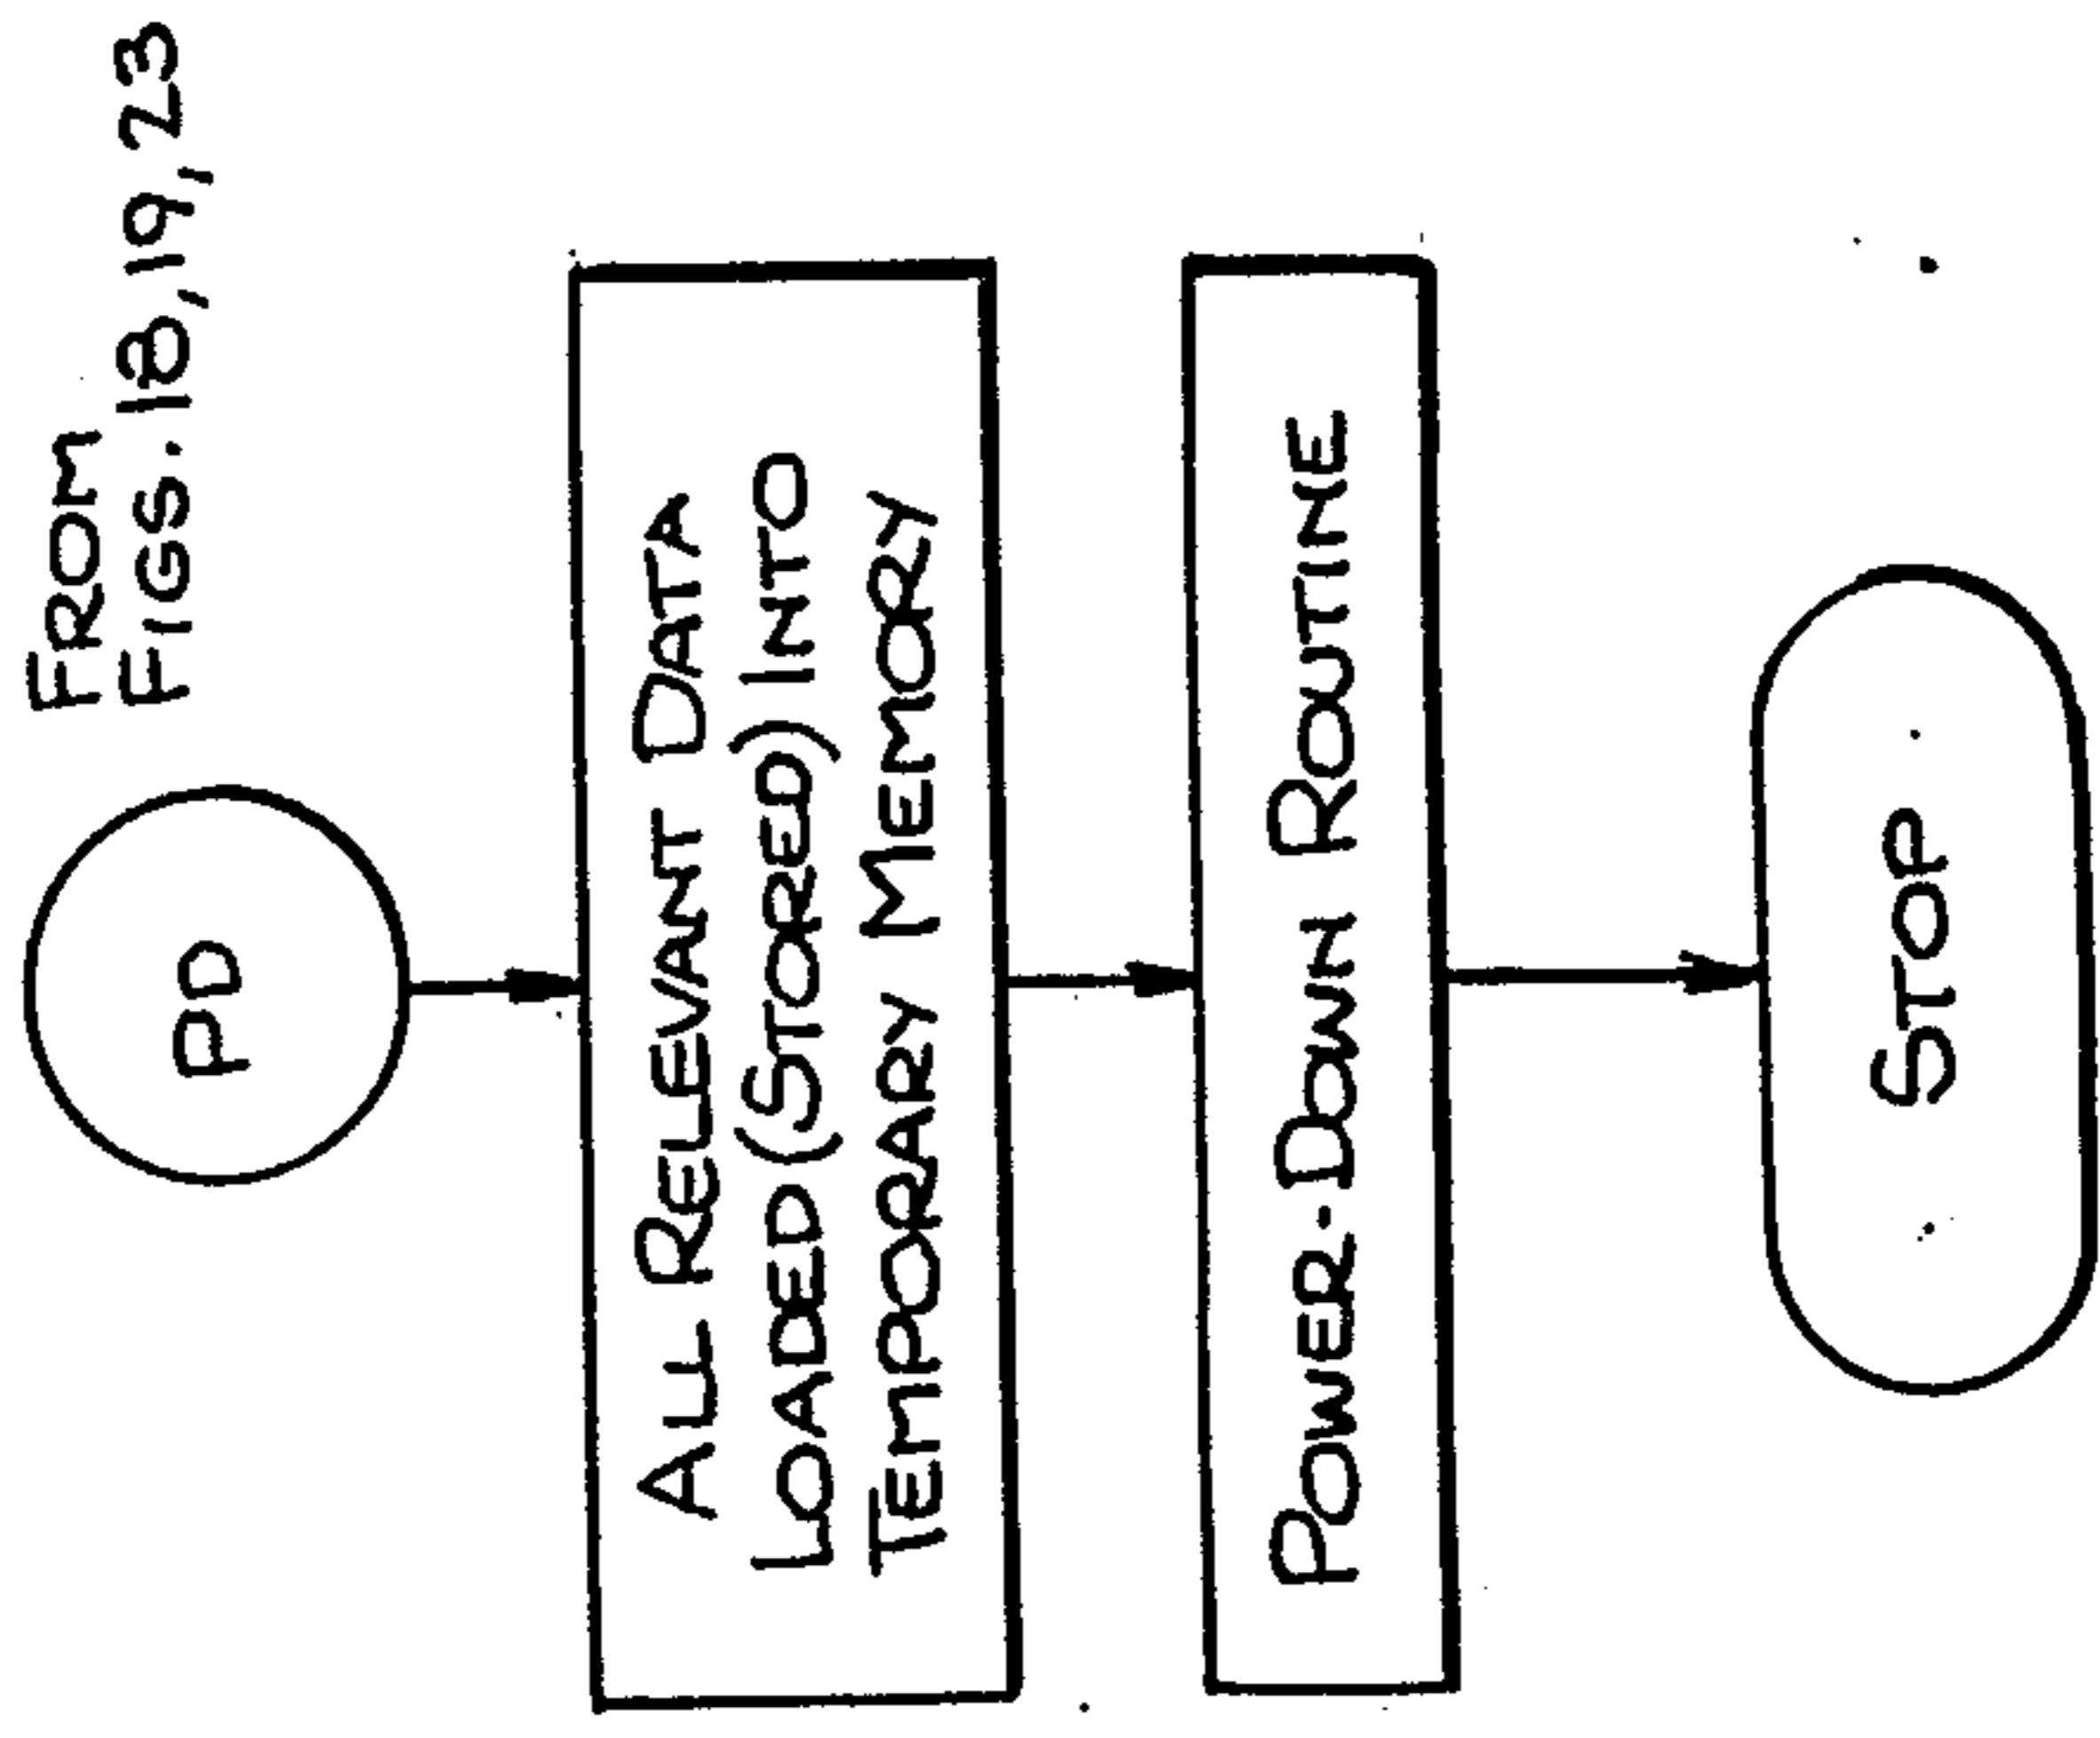 From
Figs. 18, 19, 23
PD
All Relevant Data
Loaded (Stored) Into
Temporary Memory
Power-Down Routine
Stop